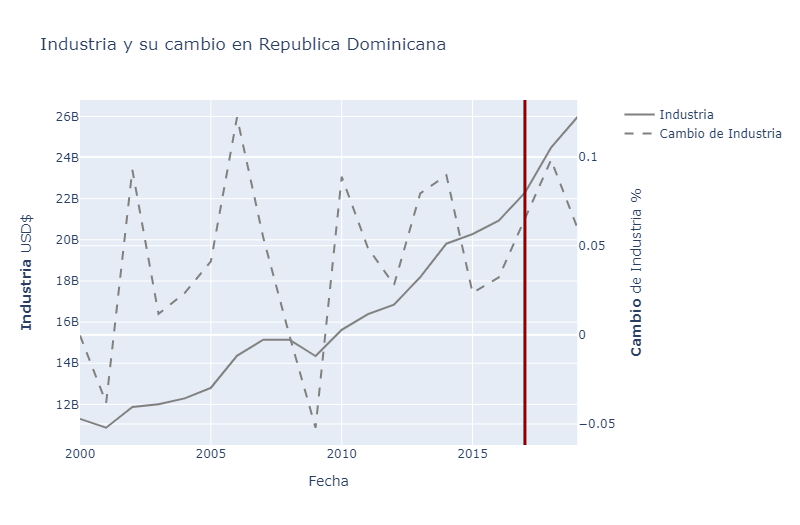 Industria y su cambio en Republica Dominicana
26B
24B
22B
20B
18B
16B
14B
12B
Industria USD$
0.1
0.05
0
−0.05
Cambio de Industria %
2000
2005
2010
2015
Fecha
Industria
Cambio de Industria